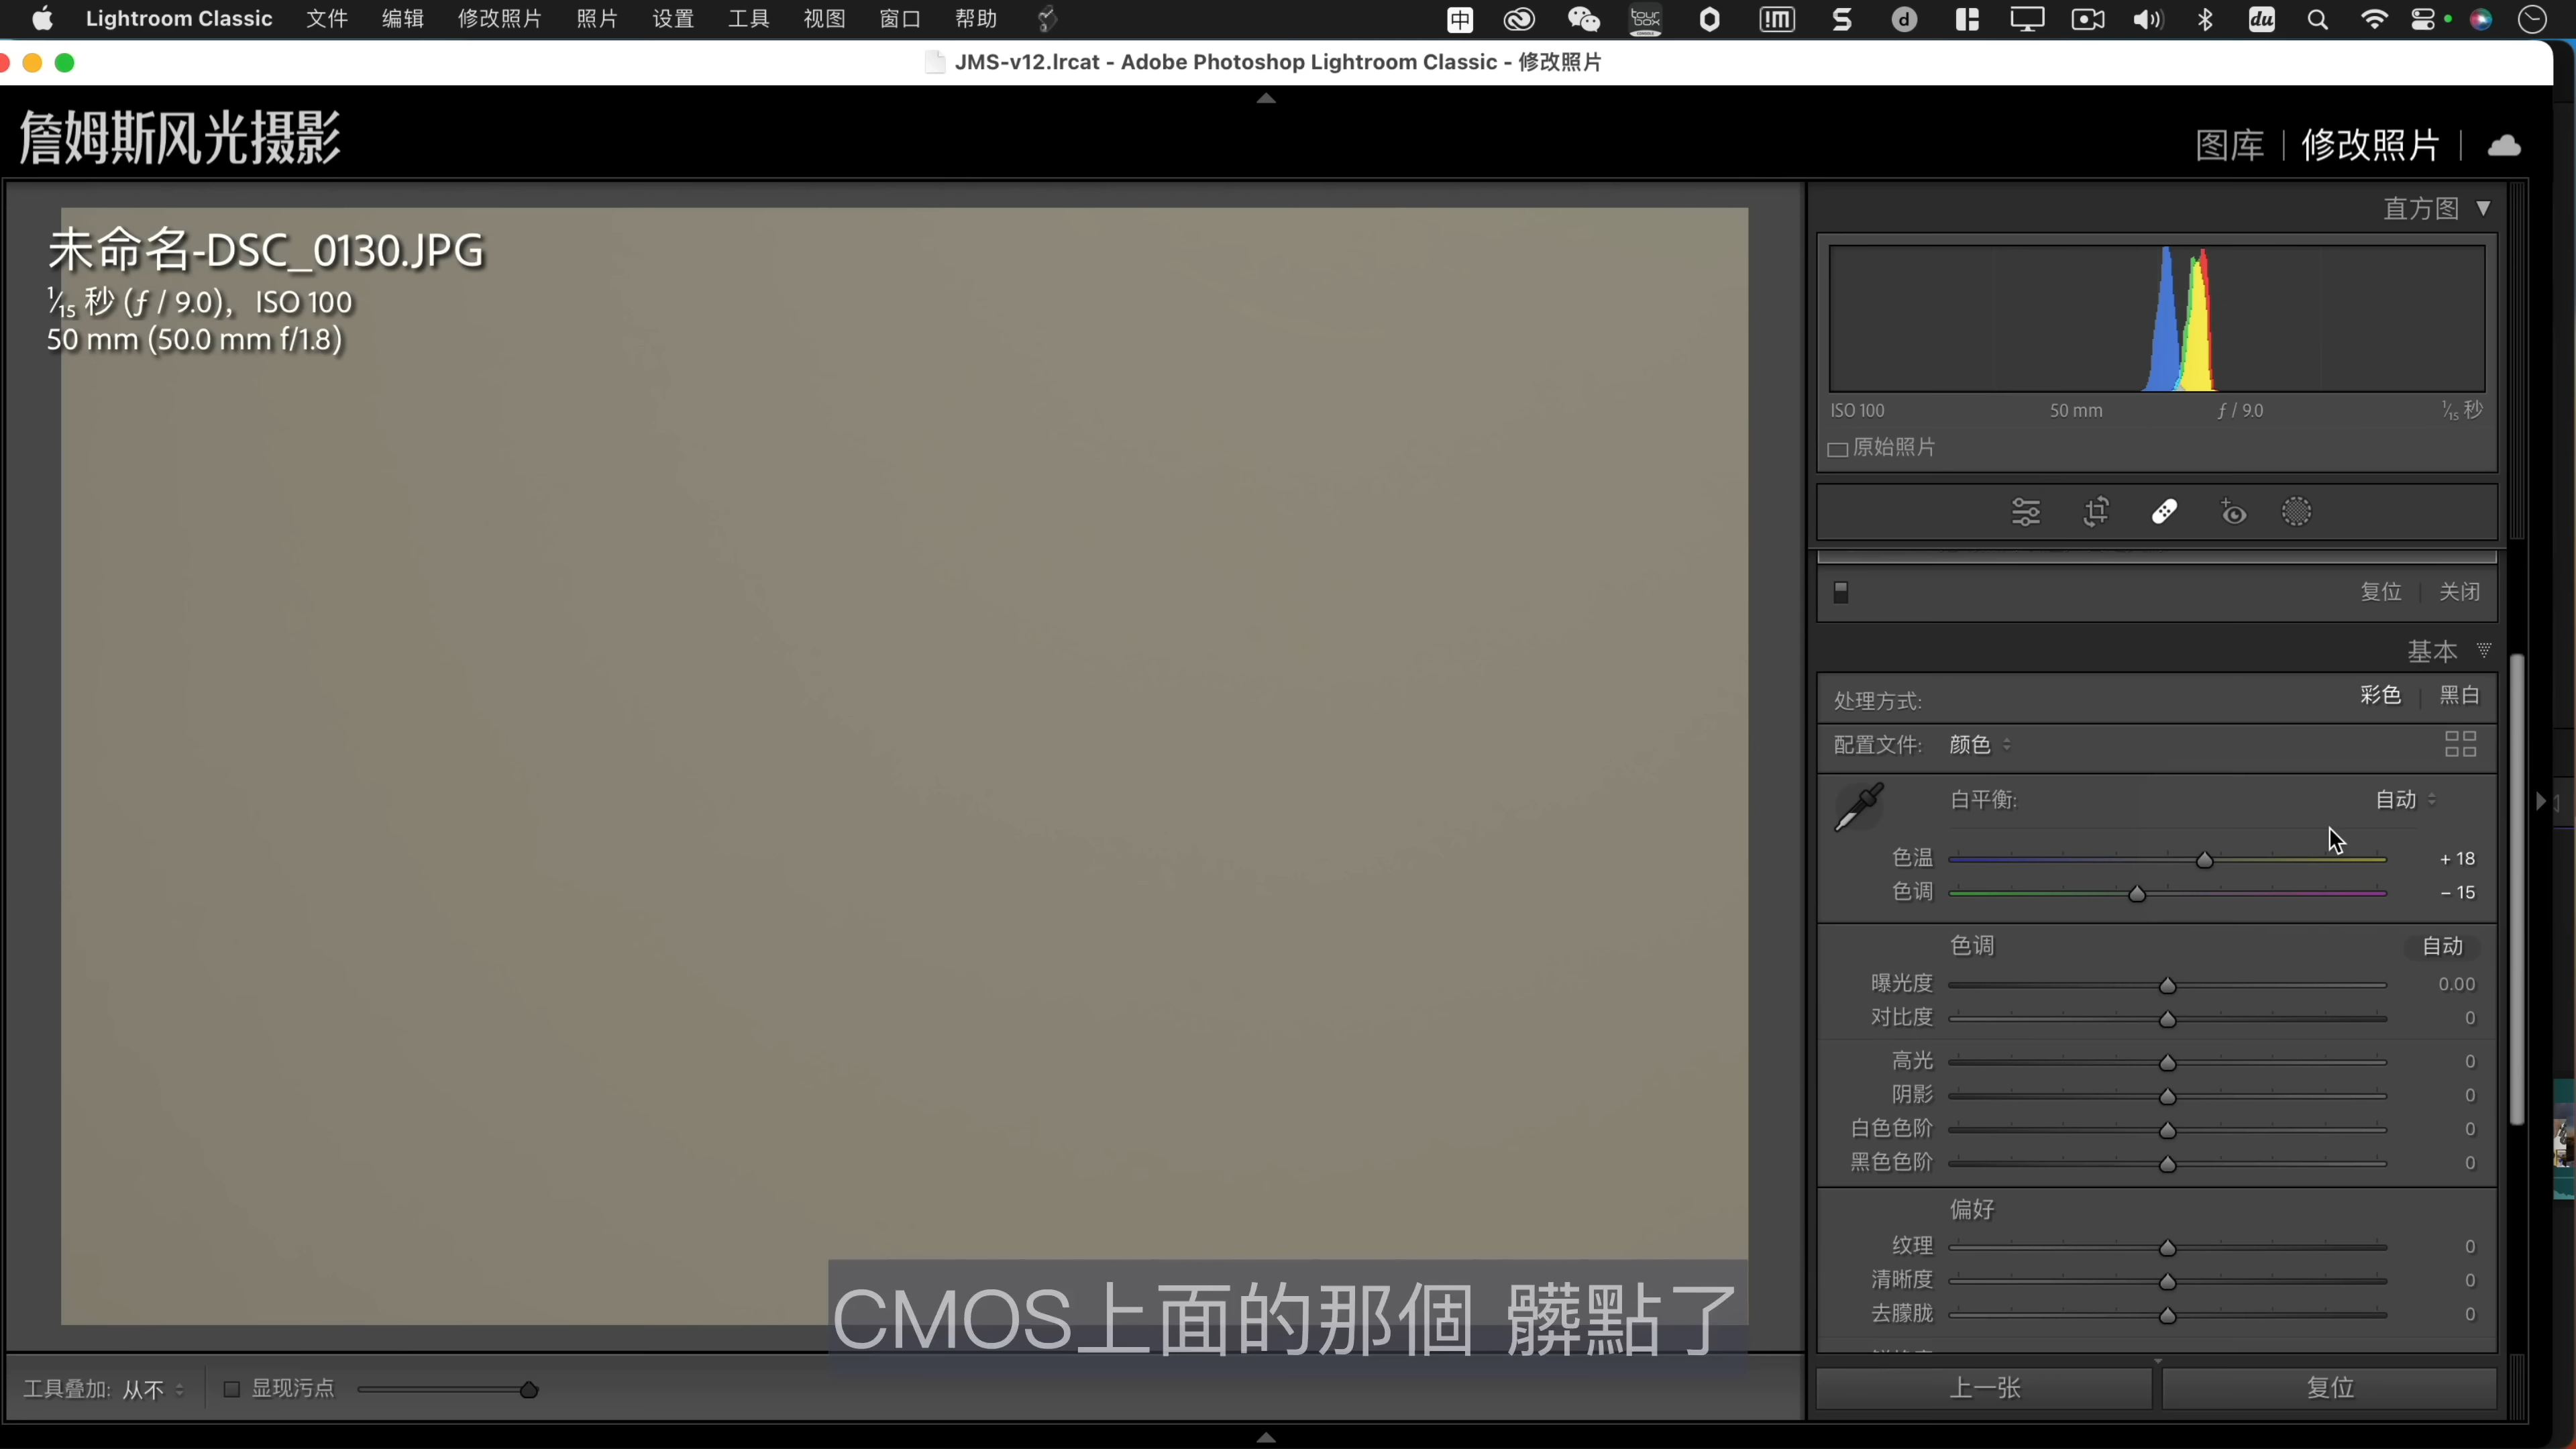 Lightroom Classic 文件 编辑 修改照片 照片 设置 工具 视图 窗口 帮助
JMS-v12.lrcat - Adobe Photoshop Lightroom Classic - 修改照片
詹姆斯风光摄影
图库 | 修改照片 |
未命名-DSC_0130.JPG
1/15 秒 (ƒ / 9.0), ISO 100
50 mm (50.0 mm f/1.8)
直方图
ISO 100 50 mm ƒ / 9.0 1/15 秒
原始照片
复位 | 关闭
基本
处理方式: 彩色 | 黑白
配置文件: 颜色
白平衡: 自动
色温 + 18
色调 – 15
色调 自动
曝光度 0.00
对比度 0
高光 0
阴影 0
白色色阶 0
黑色色阶 0
偏好
纹理 0
清晰度 0
去朦胧 0
CMOS上面的那個 髒點了
工具叠加: 从不 显现污点
上一张 复位